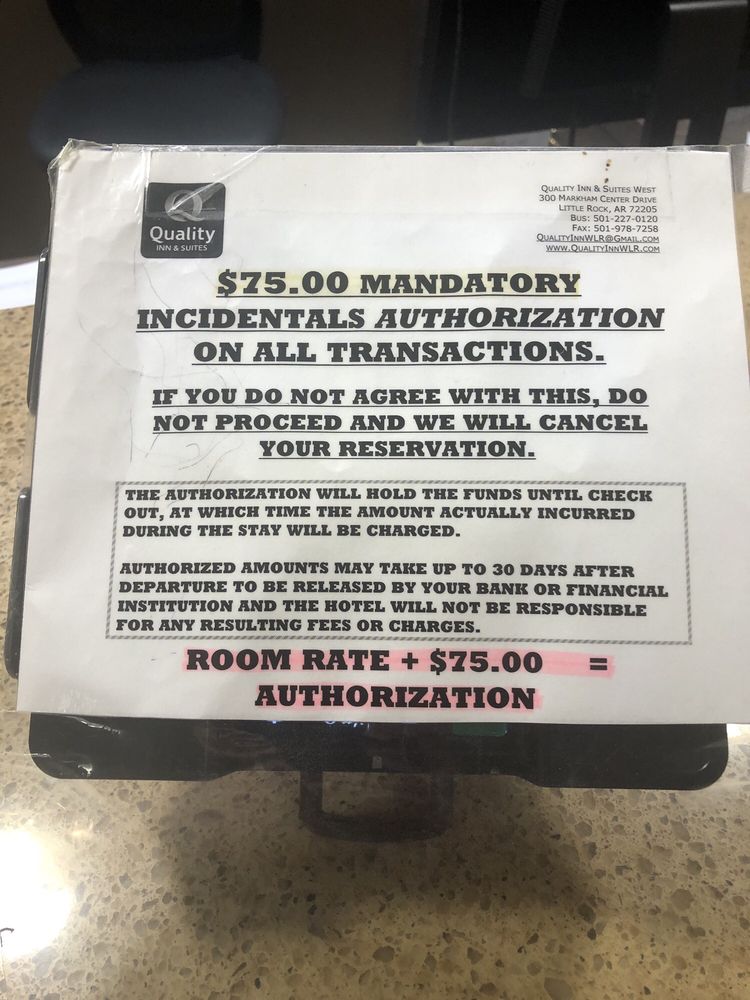 Q
Quality
INN & SUITES
QUALITY INN & SUITES WEST
300 MARKHAM CENTER DRIVE
LITTLE ROCK, AR 72205
BUS: 501-227-0120
FAX: 501-978-7258
QUALITYINNWLR@GMAIL.COM
WWW.QUALITYINNWLR.COM
$75.00 MANDATORY
INCIDENTALS AUTHORIZATION
ON ALL TRANSACTIONS.
IF YOU DO NOT AGREE WITH THIS, DO
NOT PROCEED AND WE WILL CANCEL
YOUR RESERVATION.
THE AUTHORIZATION WILL HOLD THE FUNDS UNTIL CHECK
OUT, AT WHICH TIME THE AMOUNT ACTUALLY INCURRED
DURING THE STAY WILL BE CHARGED.
AUTHORIZED AMOUNTS MAY TAKE UP TO 30 DAYS AFTER
DEPARTURE TO BE RELEASED BY YOUR BANK OR FINANCIAL
INSTITUTION AND THE HOTEL WILL NOT BE RESPONSIBLE
FOR ANY RESULTING FEES OR CHARGES.
ROOM RATE + $75.00 =
AUTHORIZATION